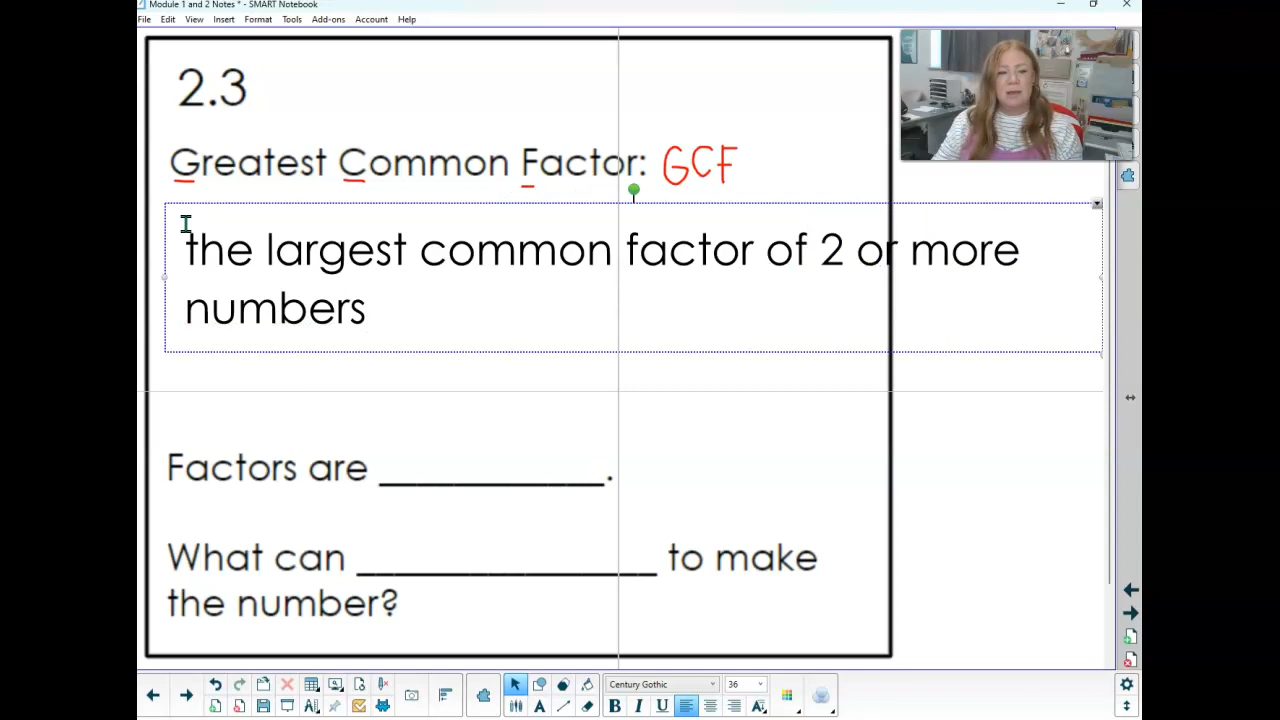 Module 1 and 2 Notes * - SMART Notebook
File Edit View Insert Format Tools Add-ons Account Help
2.3
Greatest Common Factor: GCF
the largest common factor of 2 or more
numbers
Factors are ____________.
What can ________________ to make
the number?
Century Gothic 36
B I U